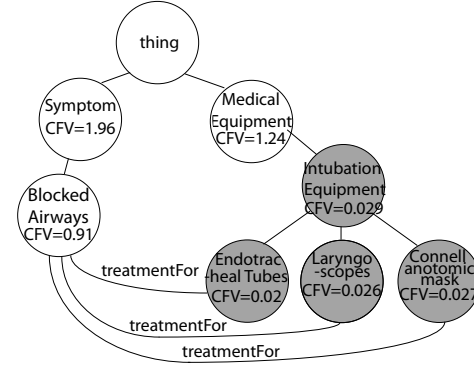 thing
Symptom
CFV=1.96
Medical
Equipment
CFV=1.24
Intubation
Equipment
CFV=0.029
Blocked
Airways
CFV=0.91
Endotrac
-heal Tubes
CFV=0.02
Laryngo
-scopes
CFV=0.026
Connell
anotomic
mask
CFV=0.027
treatmentFor
treatmentFor
treatmentFor